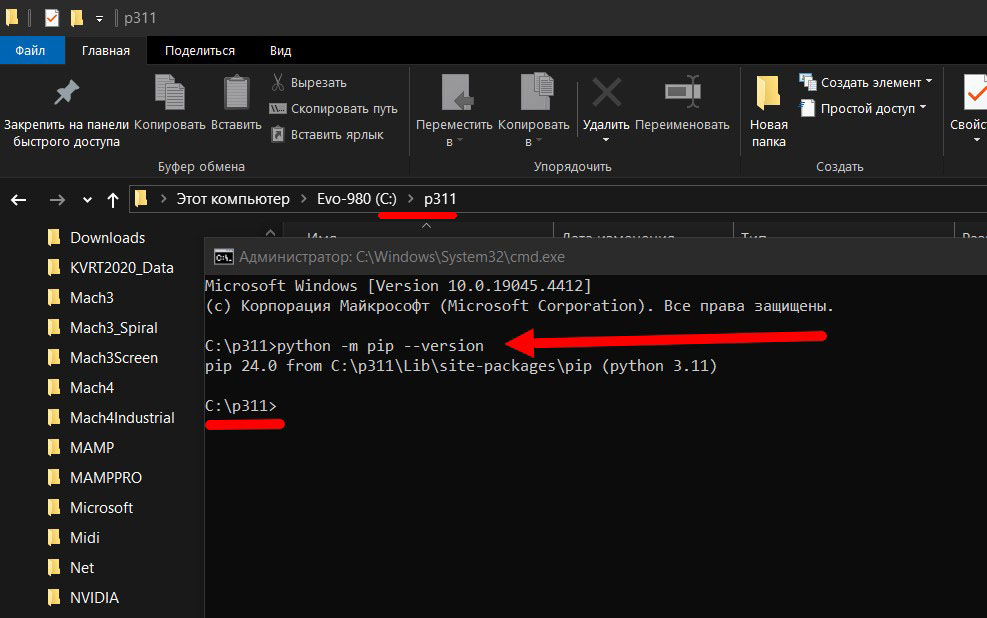 p311
Файл Главная Поделиться Вид
Закрепить на панели быстрого доступа
Копировать
Вставить
Вырезать
Скопировать путь
Вставить ярлык
Буфер обмена
Переместить в
Копировать в
Удалить
Переименовать
Упорядочить
Новая папка
Создать элемент
Простой доступ
Создать
Этот компьютер > Evo-980 (C:) > p311
Имя
Дата изменения
Тип
Downloads
KVRT2020_Data
Mach3
Mach3_Spiral
Mach3Screen
Mach4
Mach4Industrial
MAMP
MAMPPRO
Microsoft
Midi
Net
NVIDIA
Администратор: C:\Windows\System32\cmd.exe
Microsoft Windows [Version 10.0.19045.4412]
(c) Корпорация Майкрософт (Microsoft Corporation). Все права защищены.
C:\p311>python -m pip --version
pip 24.0 from C:\p311\Lib\site-packages\pip (python 3.11)
C:\p311>